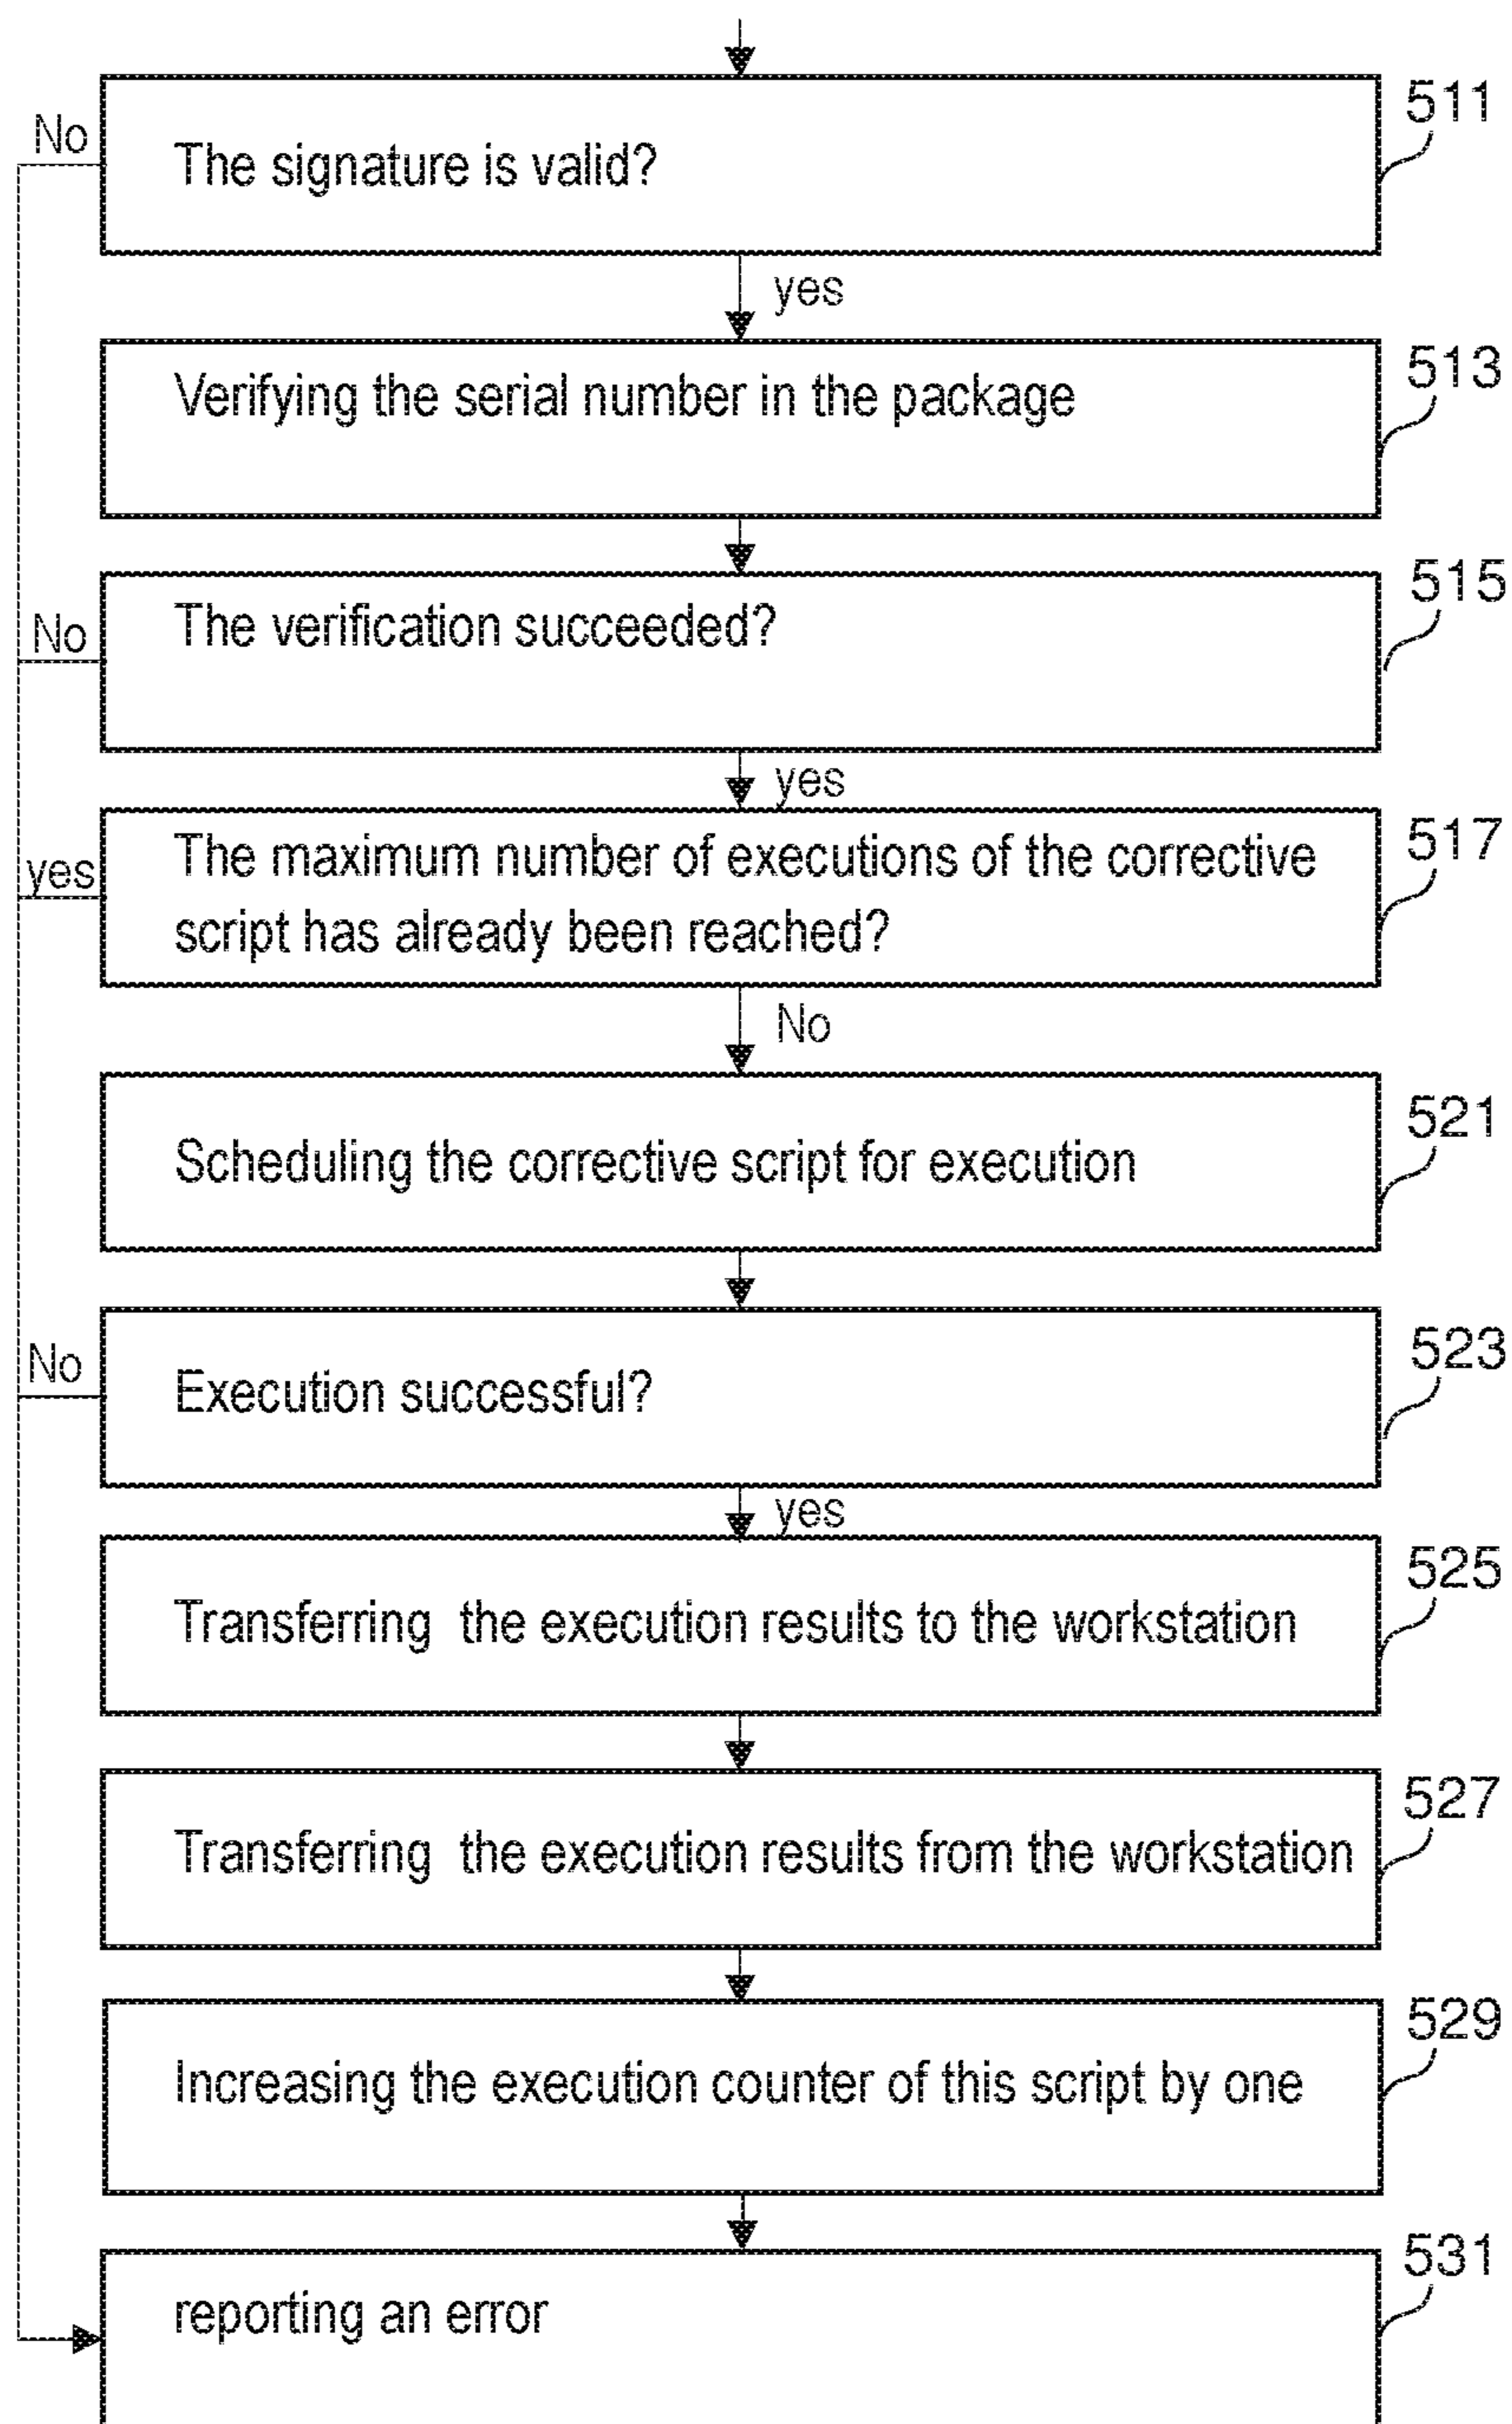 511
No
The signature is valid?
yes
513
Verifying the serial number in the package
515
The verification succeeded?
No
yes
517
The maximum number of executions of the corrective
yes
script has already been reached?
No
521
Scheduling the corrective script for execution
523
No
Execution successful?
yes
525
Transferring the execution results to the workstation
527
Transferring the execution results from the workstation
529
Increasing the execution counter of this script by one
531
reporting an error